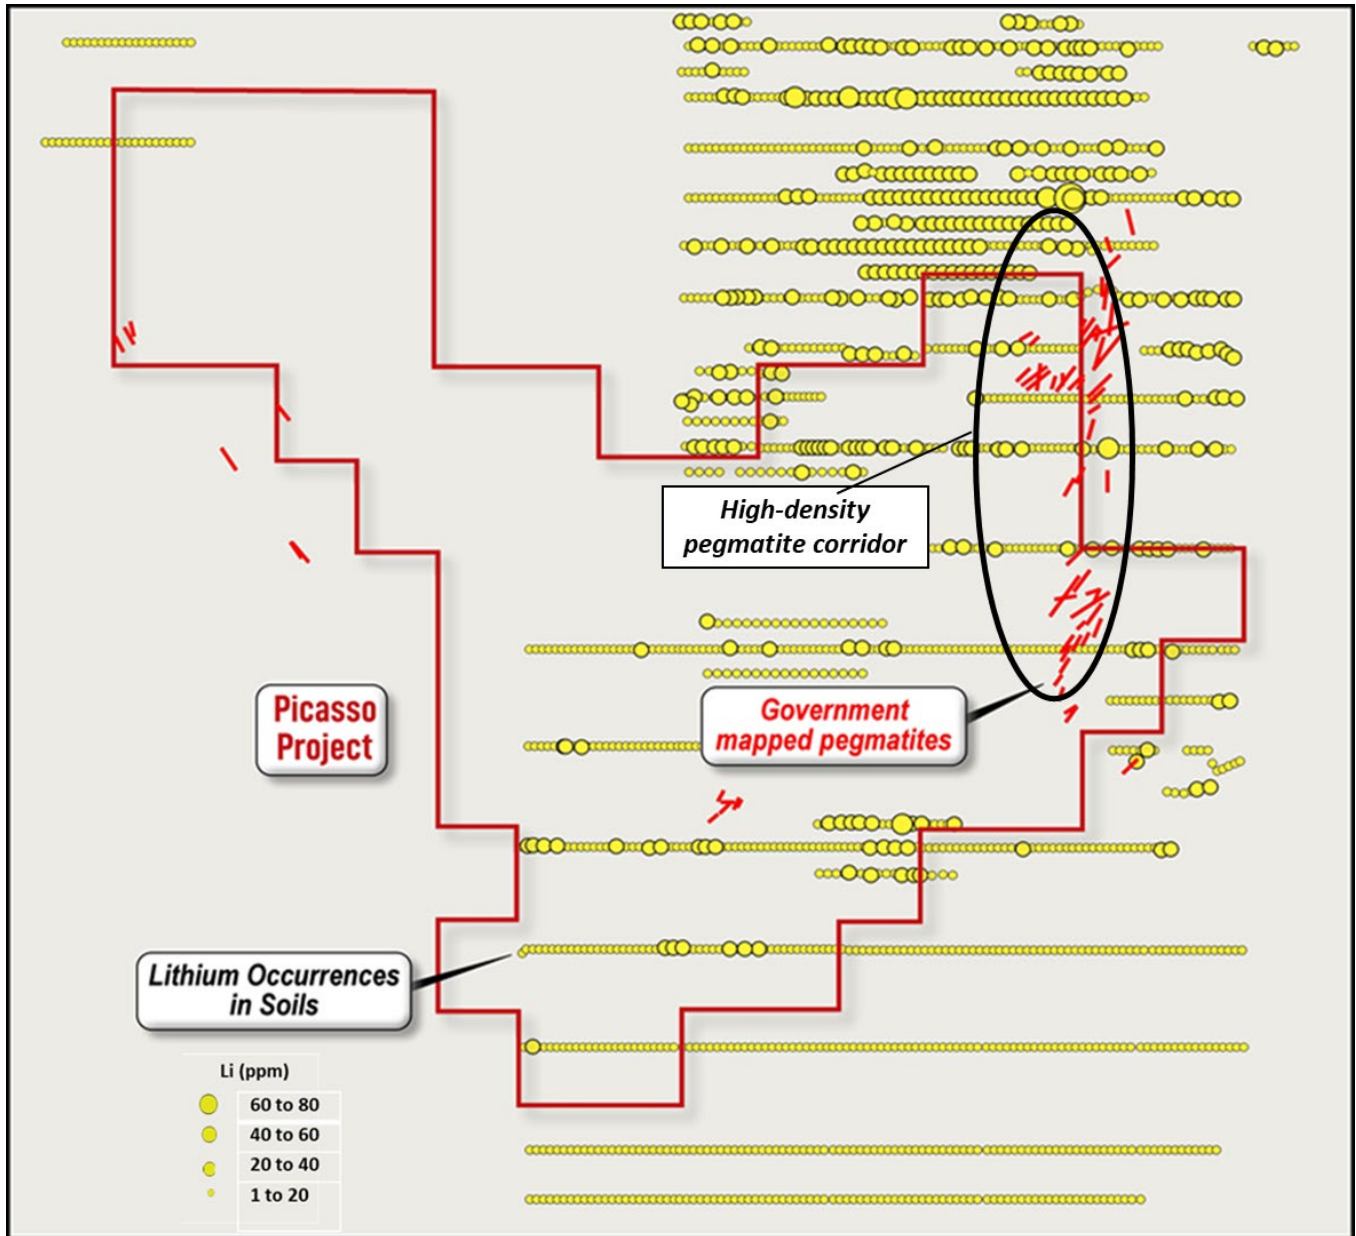 High-density
pegmatite corridor
Picasso
Project
Government
mapped pegmatites
Lithium Occurrences
in Soils
Li (ppm)
60 to 80
40 to 60
20 to 40
1 to 20